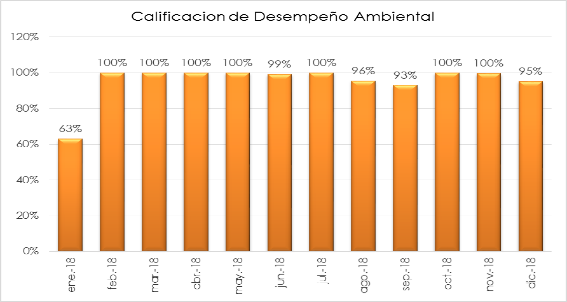 Calificacion de Desempeño Ambiental
120%
100%
80%
60%
40%
20%
0%
63%
100%
100%
100%
100%
99%
100%
96%
93%
100%
100%
95%
ene.-18
feb.-18
mar.-18
abr.-18
may.-18
jun.-18
jul.-18
ago.-18
sep.-18
oct.-18
nov.-18
dic.-18